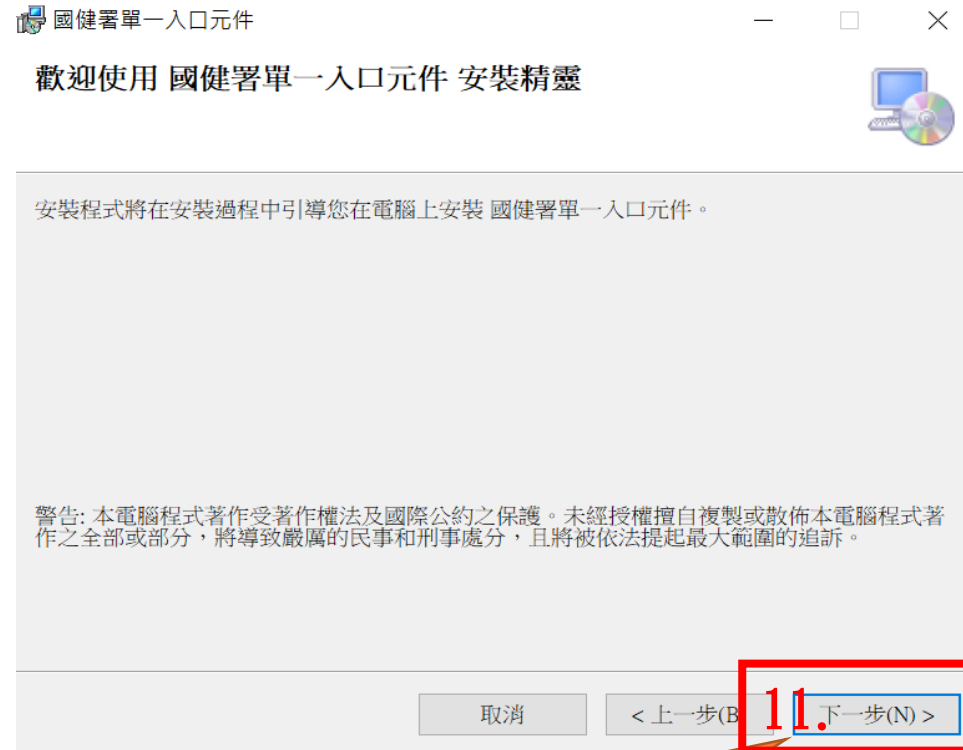 國健署單一入口元件
歡迎使用 國健署單一入口元件 安裝精靈
安裝程式將在安裝過程中引導您在電腦上安裝 國健署單一入口元件。
警告: 本電腦程式著作受著作權法及國際公約之保護。未經授權擅自複製或散佈本電腦程式著
作之全部或部分，將導致嚴厲的民事和刑事處分，且將被依法提起最大範圍的追訴。
取消
< 上一步(B
11.
下一步(N) >